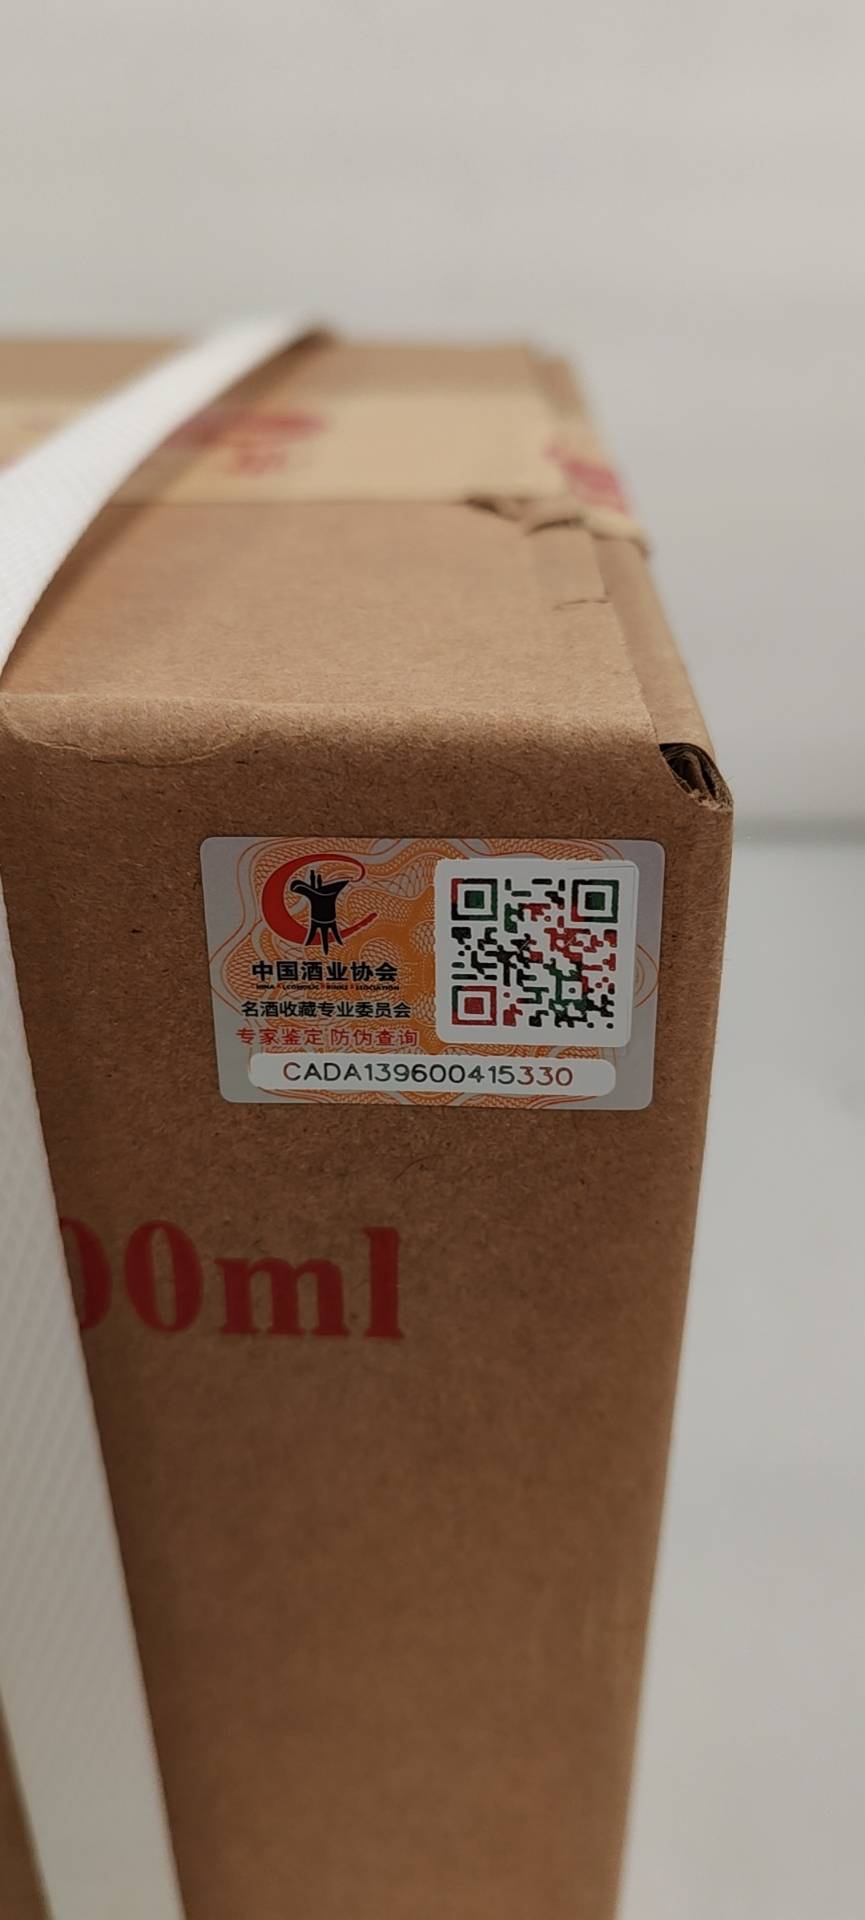 中国酒业协会
名酒收藏专业委员会
专家鉴定 防伪查询
CADA139600415330
00ml